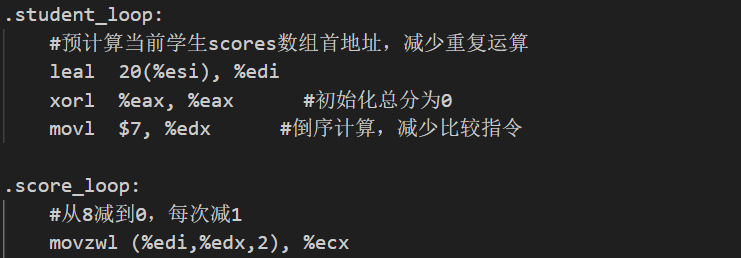 .student_loop:
#预计算当前学生scores数组首地址，减少重复运算
leal 20(%esi), %edi
xorl %eax, %eax #初始化总分为0
movl $7, %edx #倒序计算，减少比较指令
.score_loop:
#从8减到0，每次减1
movzwl (%edi,%edx,2), %ecx